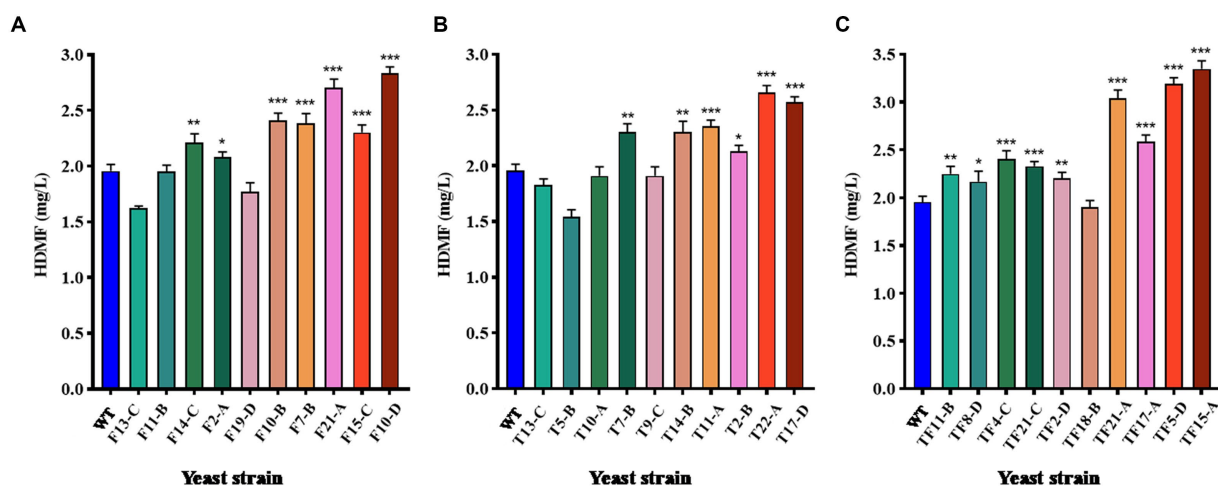 A
HDMF (mg/L)
3.0
2.5
2.0
1.5
1.0
0.5
0.0
** * *** *** *** *** ***
WT F13-C F11-B F14-C F2-A F19-D F10-B F7-B F21-A F15-C F10-D
Yeast strain
B
HDMF (mg/L)
3.0
2.5
2.0
1.5
1.0
0.5
0.0
** ** *** * *** ***
WT T13-C T5-B T10-A T7-B T9-C T14-B T11-A T2-B T22-A T17-D
Yeast strain
C
HDMF (mg/L)
3.5
3.0
2.5
2.0
1.5
1.0
0.5
0.0
** * *** *** ** *** *** *** ***
WT TF11-B TF8-D TF4-C TF21-C TF2-D TF18-B TF21-A TF17-A TF5-D TF15-A
Yeast strain